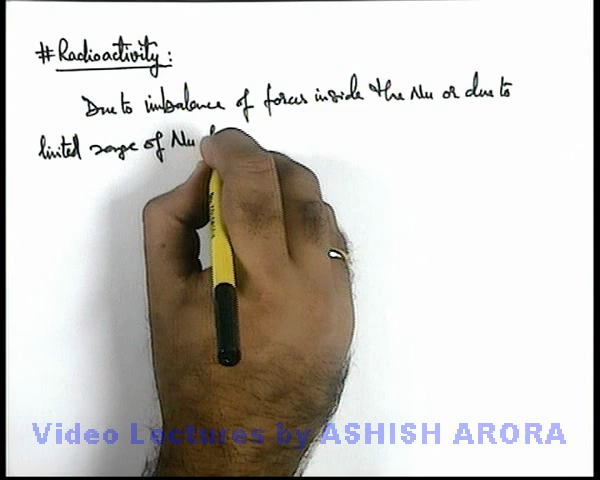 # Radioactivity:
Due to imbalance of forces inside the Nu or due to
limited range of Nu
Video Lectures by ASHISH ARORA